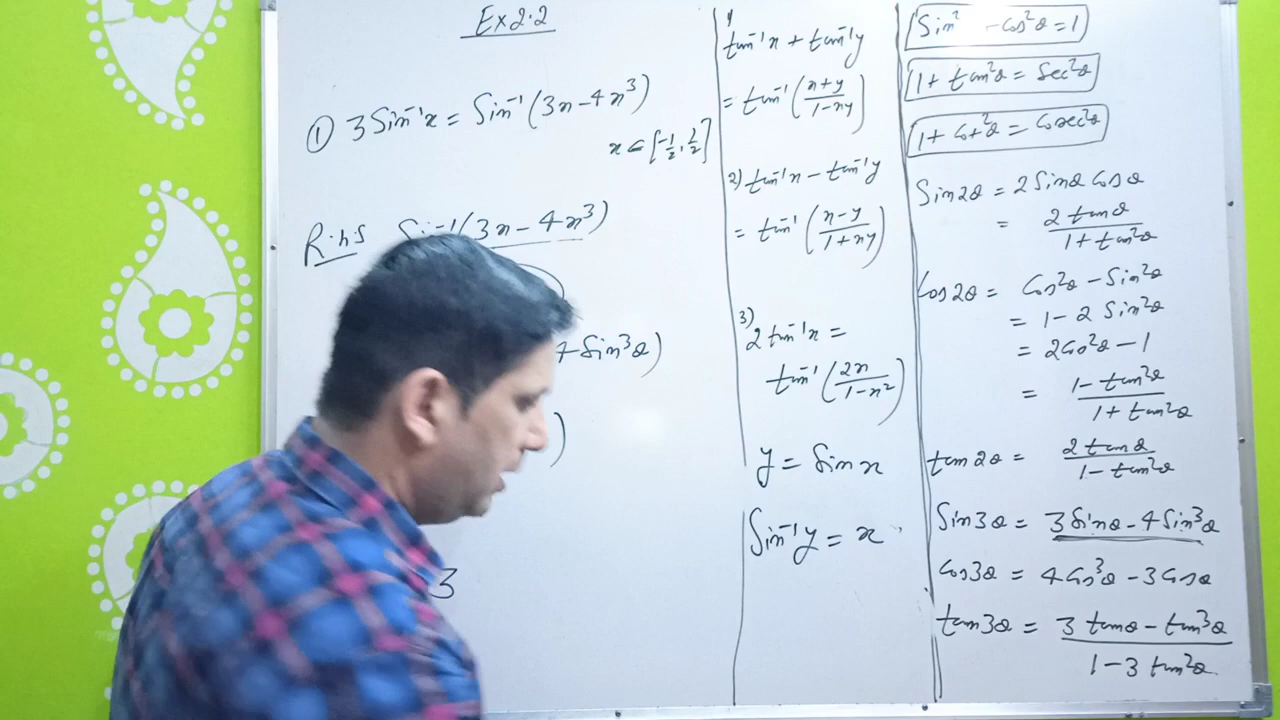 Ex 2.2
① 3 Sin⁻¹x = Sin⁻¹(3x - 4x³)
x ∈ [-1/2, 1/2]
R.h.S Sin⁻¹(3x - 4x³)
4 Sin³θ)
)
3
1)
tan⁻¹x + tan⁻¹y
= tan⁻¹((x+y)/(1-xy))
2) tan⁻¹x - tan⁻¹y
= tan⁻¹((x-y)/(1+xy))
3)
2 tan⁻¹x =
tan⁻¹(2x/(1-x²))
y = Sin x
Sin⁻¹y = x
Sin² - cos²θ = 1
1 + tan²θ = Sec²θ
1 + Cot²θ = Cosec²θ
Sin2θ = 2 Sinθ Cosθ
= 2 tanθ/(1 + tan²θ)
Cos2θ = Cos²θ - Sin²θ
= 1 - 2 Sin²θ
= 2Cos²θ - 1
= (1 - tan²θ)/(1 + tan²θ)
tan2θ = 2 tanθ/(1 - tan²θ)
Sin3θ = 3 Sinθ - 4 Sin³θ
Cos3θ = 4 Cos³θ - 3 Cosθ
tan3θ = (3 tanθ - tan³θ)/(1 - 3 tan²θ)